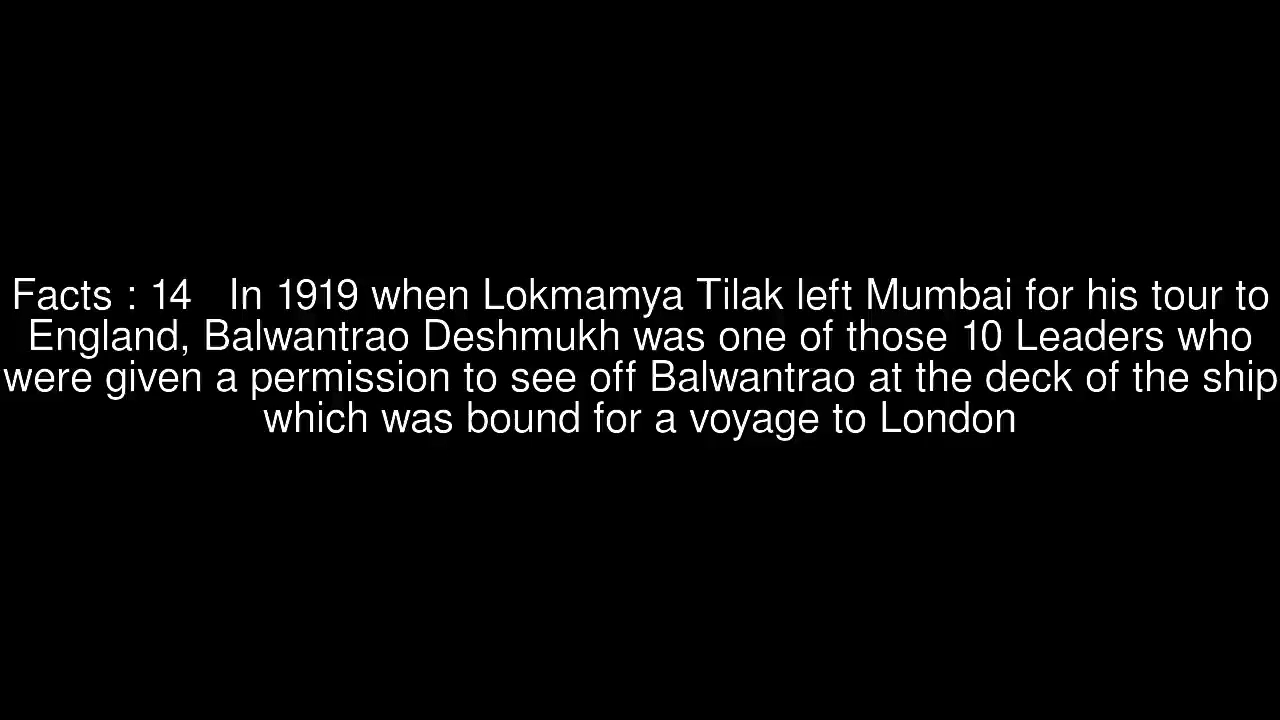 Facts : 14   In 1919 when Lokmamya Tilak left Mumbai for his tour to
England, Balwantrao Deshmukh was one of those 10 Leaders who
were given a permission to see off Balwantrao at the deck of the ship
which was bound for a voyage to London